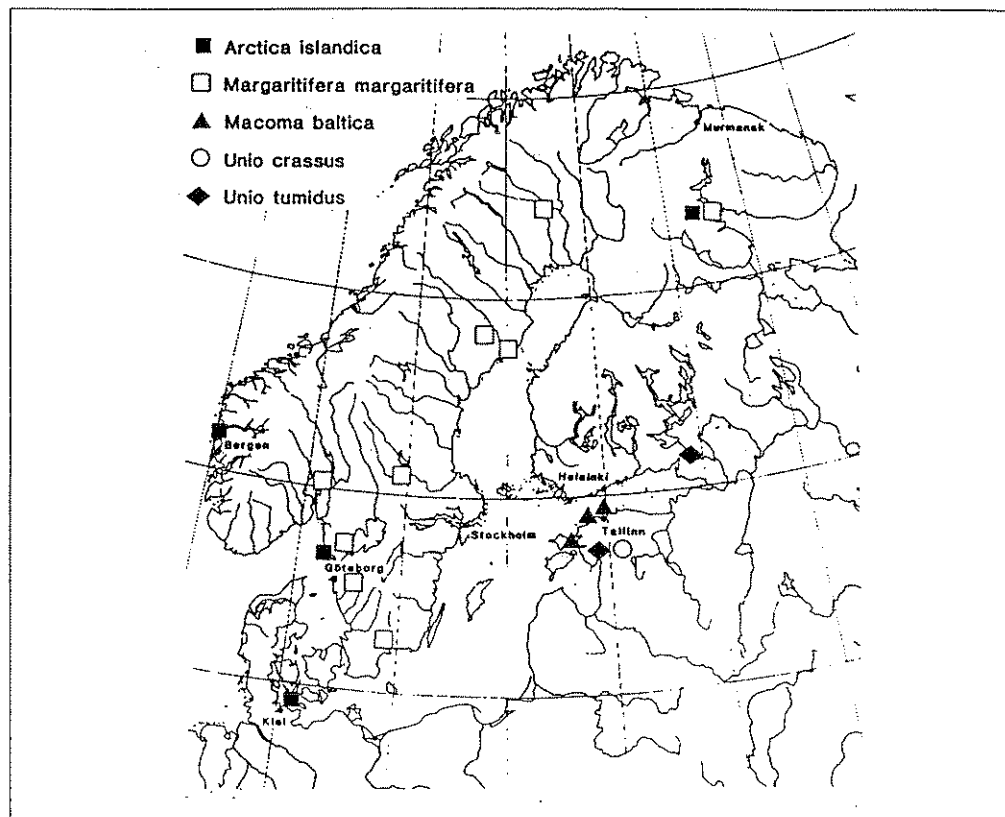 Arctica islandica
Margaritifera margaritifera
Macoma baltica
Unio crassus
Unio tumidus
Murmansk
Bergen
Helsinki
Stockholm
Tallinn
Göteborg
Kiel